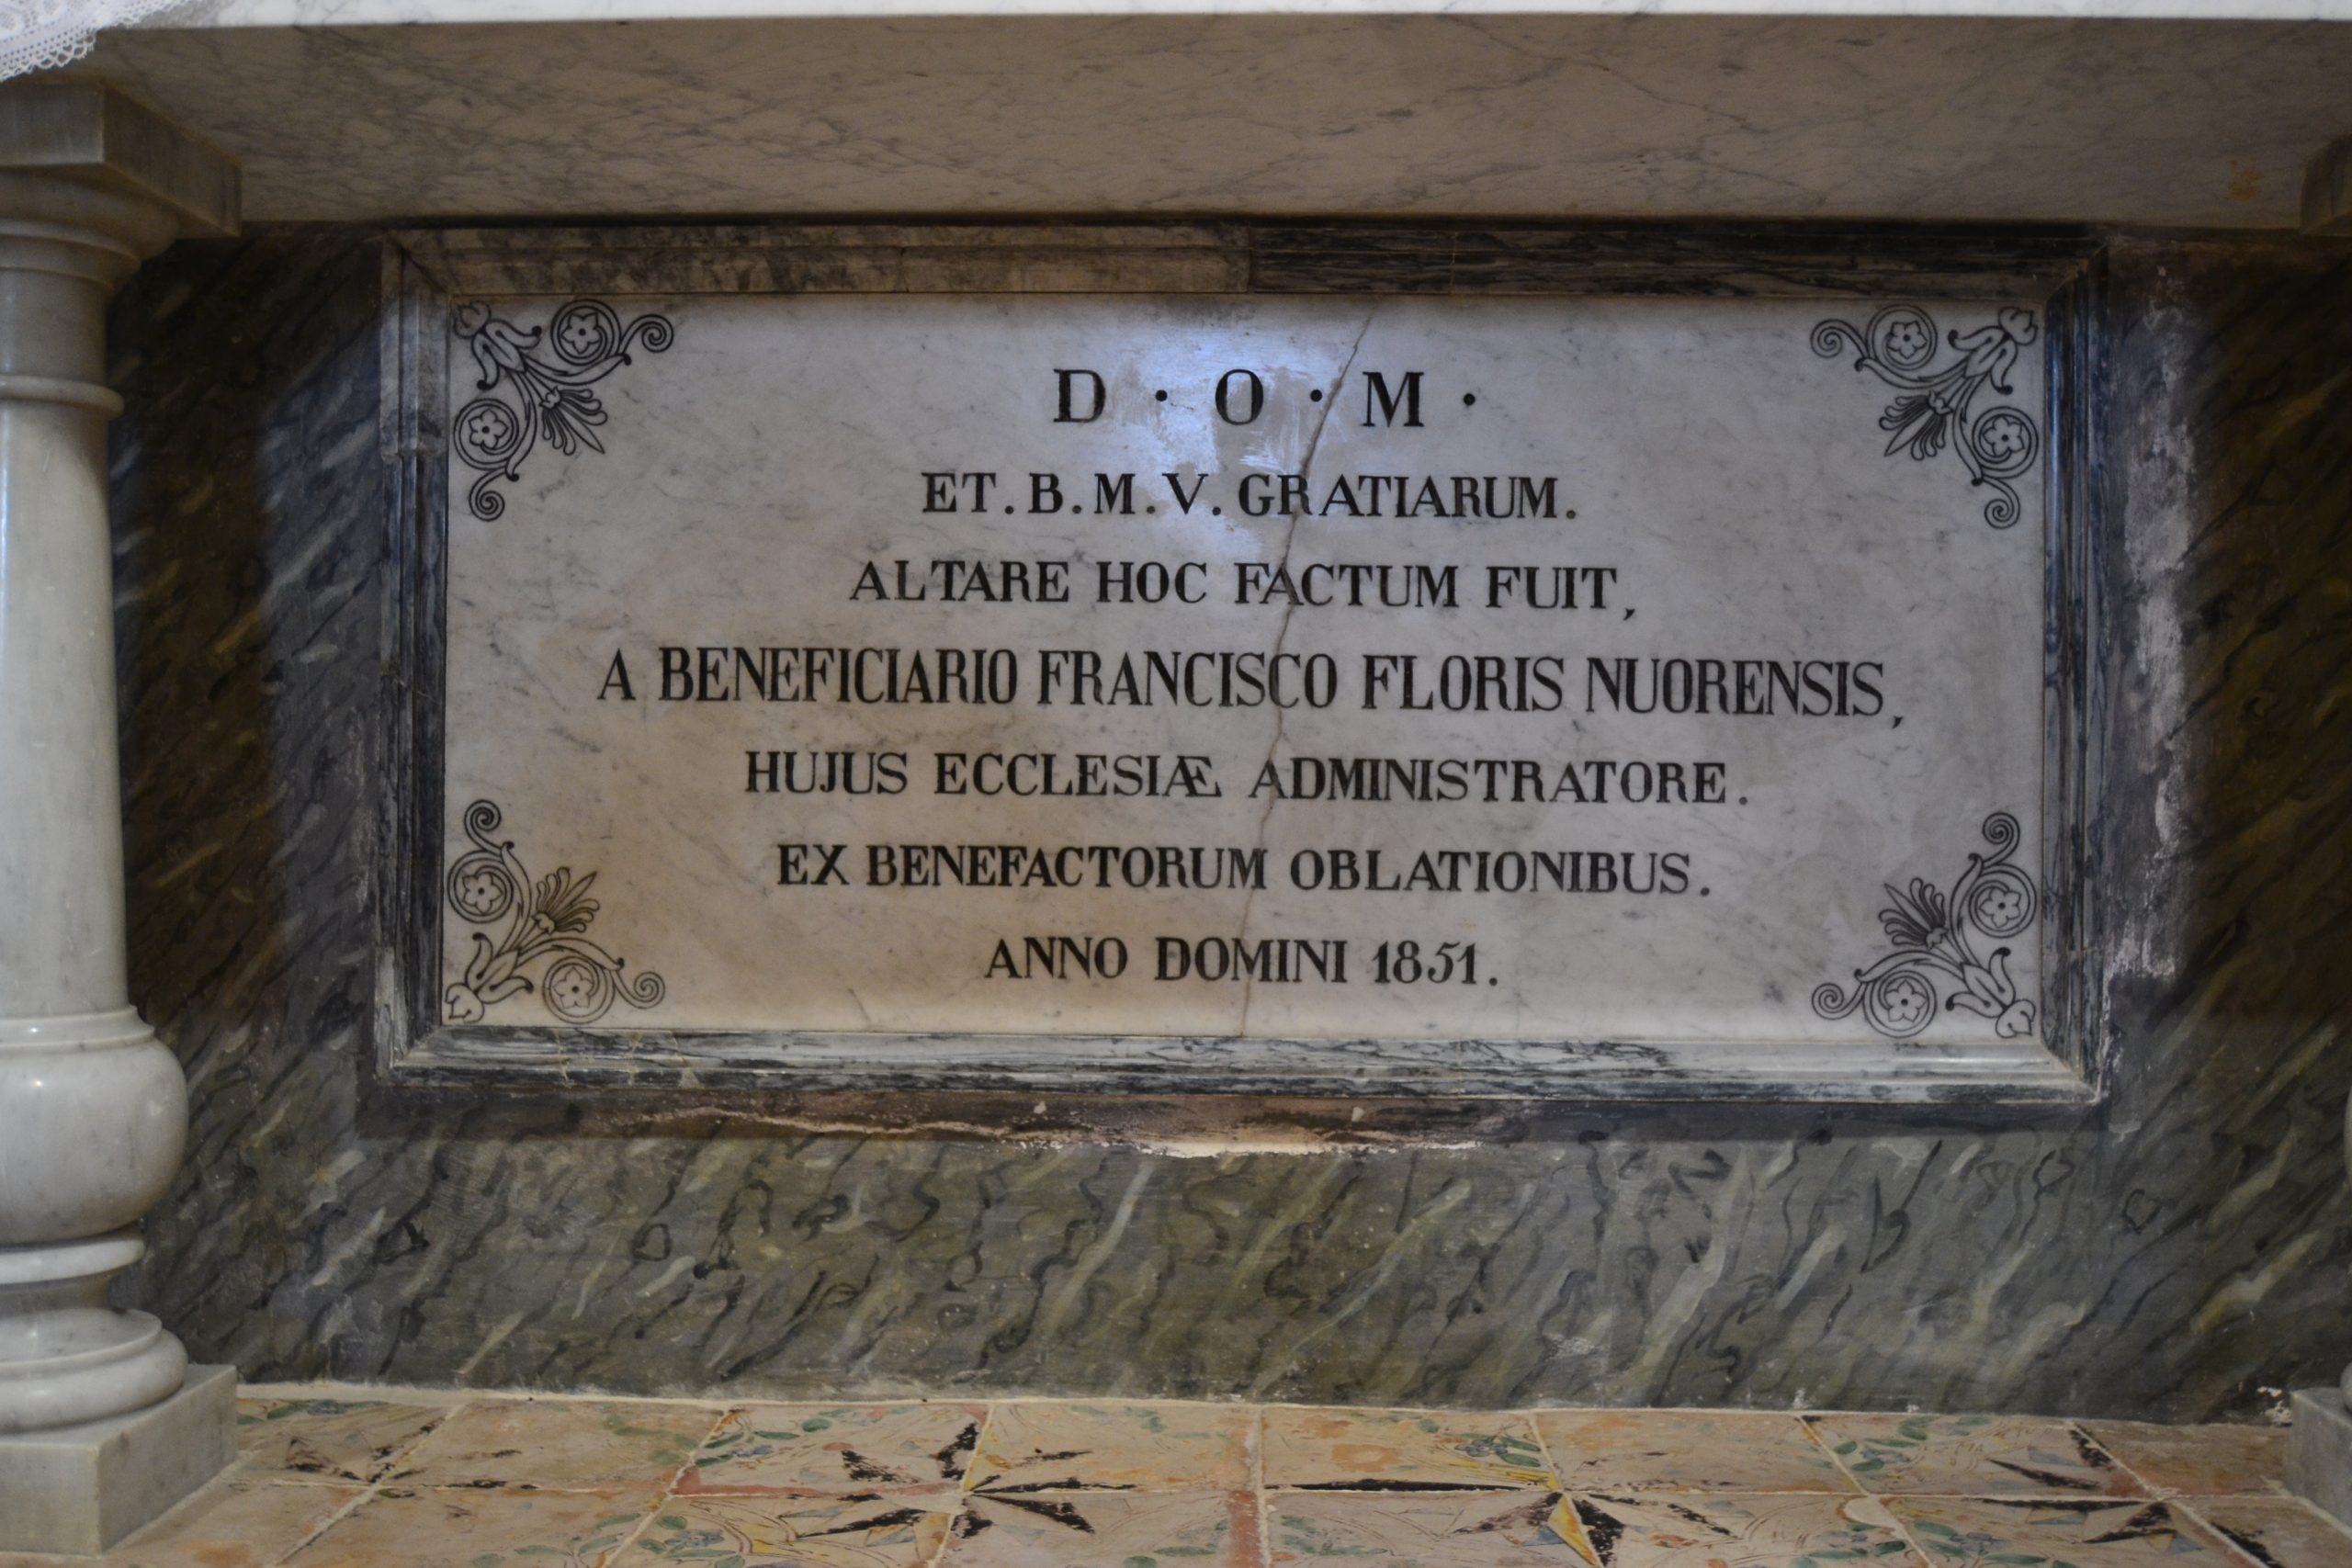 D · O · M ·
ET. B. M. V. GRATIARUM.
ALTARE HOC FACTUM FUIT,
A BENEFICIARIO FRANCISCO FLORIS NUORENSIS,
HUJUS ECCLESIÆ ADMINISTRATORE.
EX BENEFACTORUM OBLATIONIBUS.
ANNO DOMINI 1851.